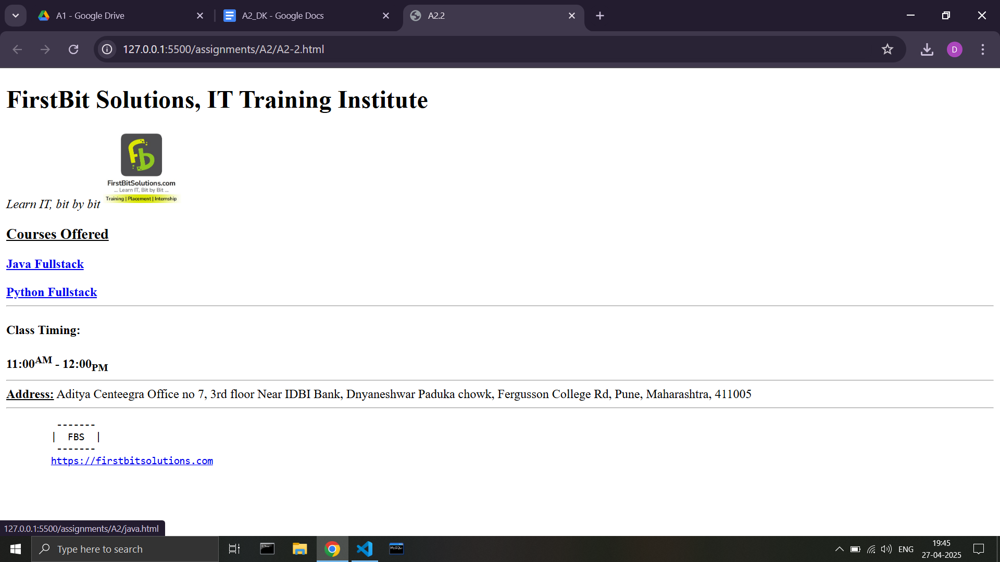 A1 - Google Drive
A2_DK - Google Docs
A2.2
127.0.0.1:5500/assignments/A2/A2-2.html
D
FirstBit Solutions, IT Training Institute
fb
FirstBitSolutions.com
... Learn IT, Bit by Bit ...
Training | Placement | Internship
Learn IT, bit by bit
Courses Offered
Java Fullstack
Python Fullstack
Class Timing:
11:00AM - 12:00PM
Address: Aditya Centeegra Office no 7, 3rd floor Near IDBI Bank, Dnyaneshwar Paduka chowk, Fergusson College Rd, Pune, Maharashtra, 411005
-------
| FBS |
-------
https://firstbitsolutions.com
127.0.0.1:5500/assignments/A2/java.html
Type here to search
MySQL
ENG
19:45
27-04-2025